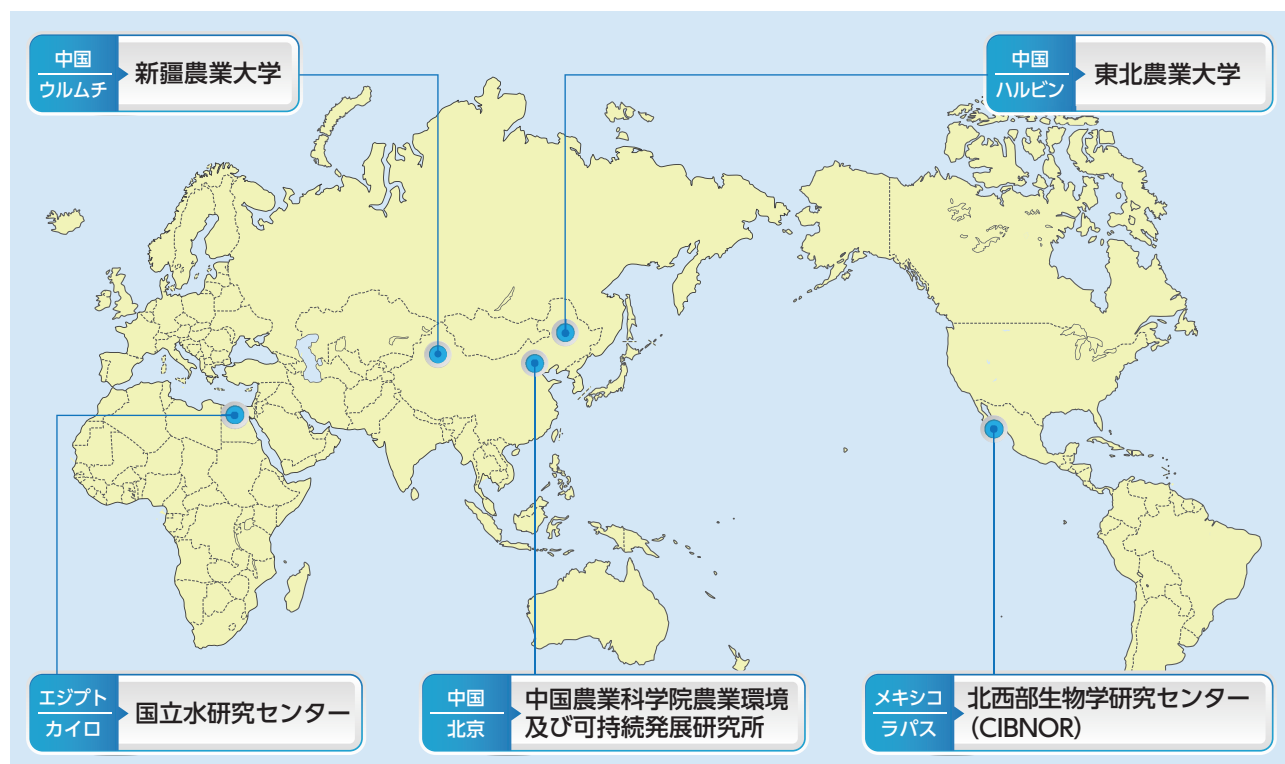 中国
ウルムチ
新疆農業大学
中国
ハルビン
東北農業大学
エジプト
カイロ
国立水研究センター
中国
北京
中国農業科学院農業環境
及び可持続発展研究所
メキシコ
ラパス
北西部生物学研究センター
(CIBNOR)